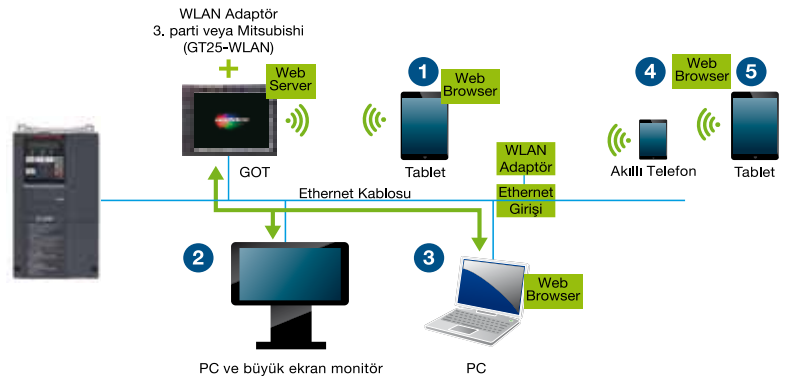 WLAN Adaptör
3. parti veya Mitsubishi
(GT25-WLAN)
Web
Server
1
Web
Browser
4
Web
Browser
5
GOT
Tablet
WLAN
Adaptör
Akıllı Telefon
Tablet
Ethernet Kablosu
Ethernet
Girişi
2
3
Web
Browser
PC ve büyük ekran monitör
PC